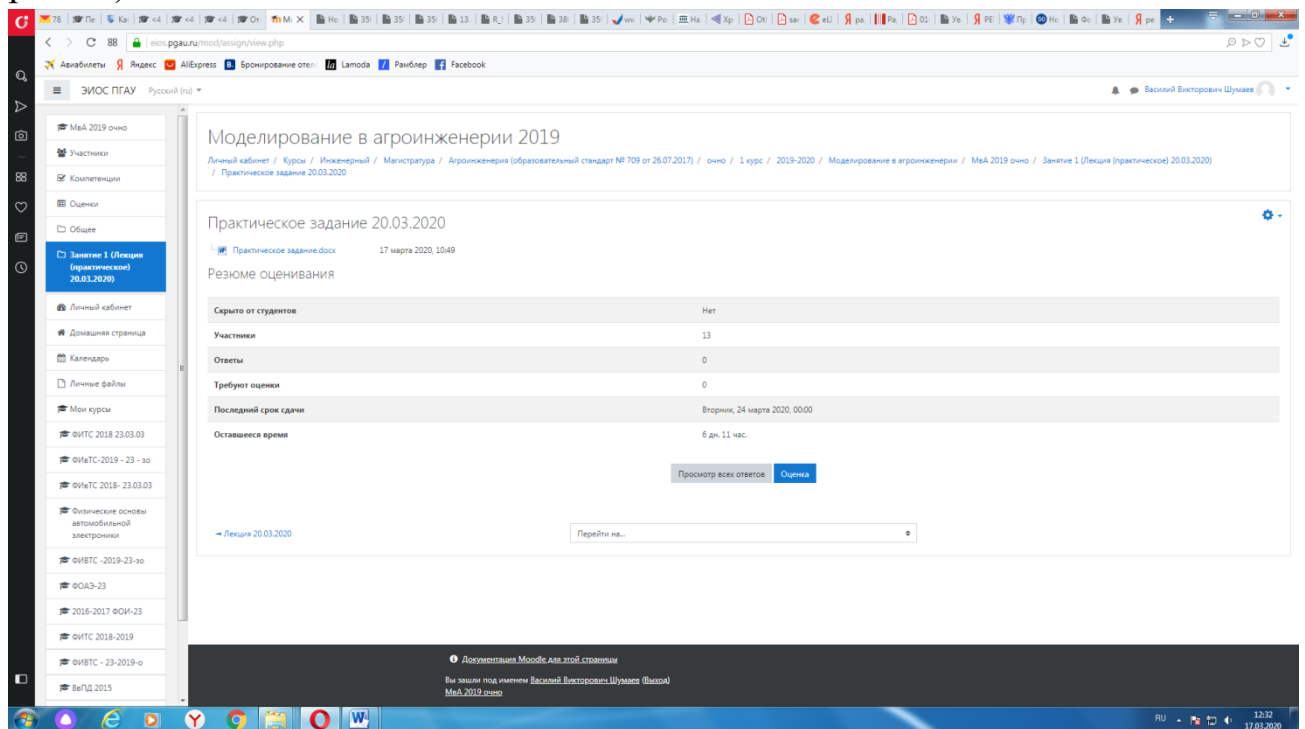 eios.pgau.ru/mod/assign/view.php
Авиабилеты Яндекс AliExpress Lamoda Рамблер Facebook
ЭИОС ПГАУ Русский (ru)
Василий Викторович Шумаев
МвА 2019 очно
Участники
Компетенции
Оценки
Общее
Занятие 1 (Лекция
(практическое)
20.03.2020)
Личный кабинет
Домашняя страница
Календарь
Личные файлы
Мои курсы
ФИТС 2018 23.03.03
ФИвТС-2019 - 23 - зо
ФИвТС 2018- 23.03.03
Физические основы
автомобильной
электроники
ФИВТС -2019-23-зо
ФОАЭ-23
2016-2017 ФОИ-23
ФИТС 2018-2019
ФИВТС - 23-2019-о
ВвПД 2015
Моделирование в агроинженерии 2019
Личный кабинет / Курсы / Инженерный / Магистратура / Агроинженерия (образовательный стандарт № 709 от 26.07.2017) / очно / 1 курс / 2019-2020 / Моделирование в агроинженерии / МвА 2019 очно / Занятие 1 (Лекция (практическое) 20.03.2020)
/ Практическое задание 20.03.2020
Практическое задание 20.03.2020
Практическое задание.docx 17 марта 2020, 10:49
Резюме оценивания
Скрыто от студентов Нет
Участники 13
Ответы 0
Требуют оценки 0
Последний срок сдачи Вторник, 24 марта 2020, 00:00
Оставшееся время 6 дн. 11 час.
Просмотр всех ответов Оценка
→ Лекция 20.03.2020 Перейти на...
Документация Moodle для этой страницы
Вы зашли под именем Василий Викторович Шумаев (Выход)
МвА 2019 очно
RU 12:32
17.03.2020